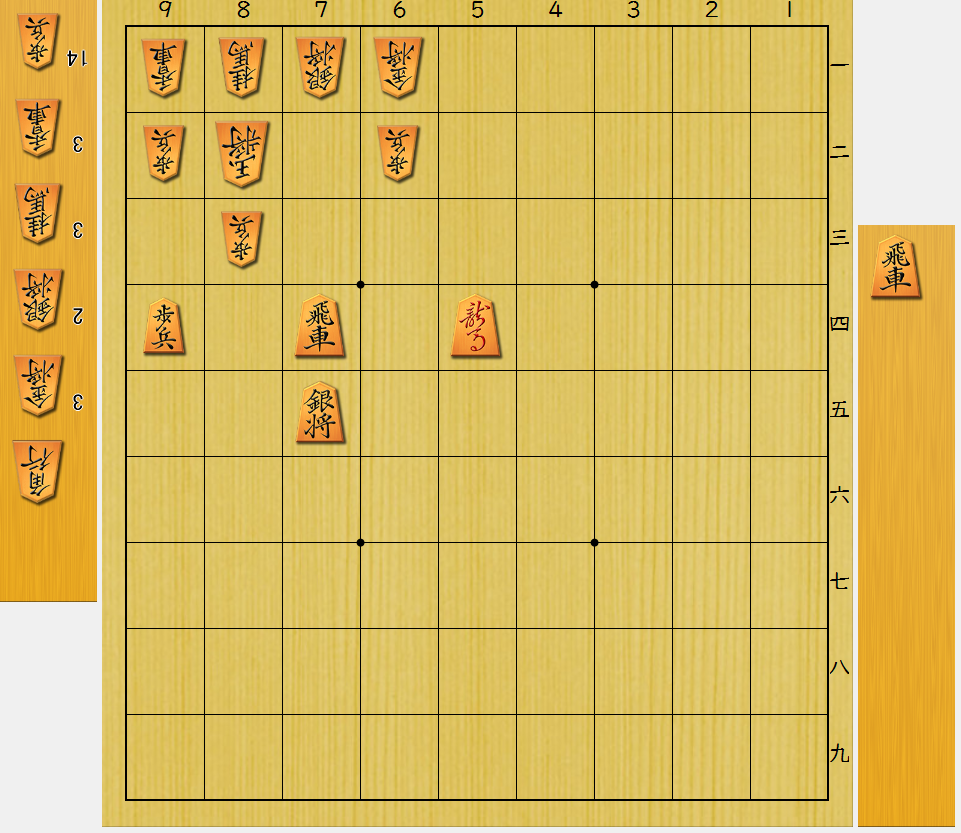 9 8 7 6 5 4 3 2 1
歩兵 14
香車 3
桂馬 3
銀将 2
金将 3
角行
香車 桂馬 銀将 金将 一
歩兵 玉将 歩兵 二
歩兵 三
歩兵 飛車 龍馬 四
銀将 五
六
七
八
九
飛車